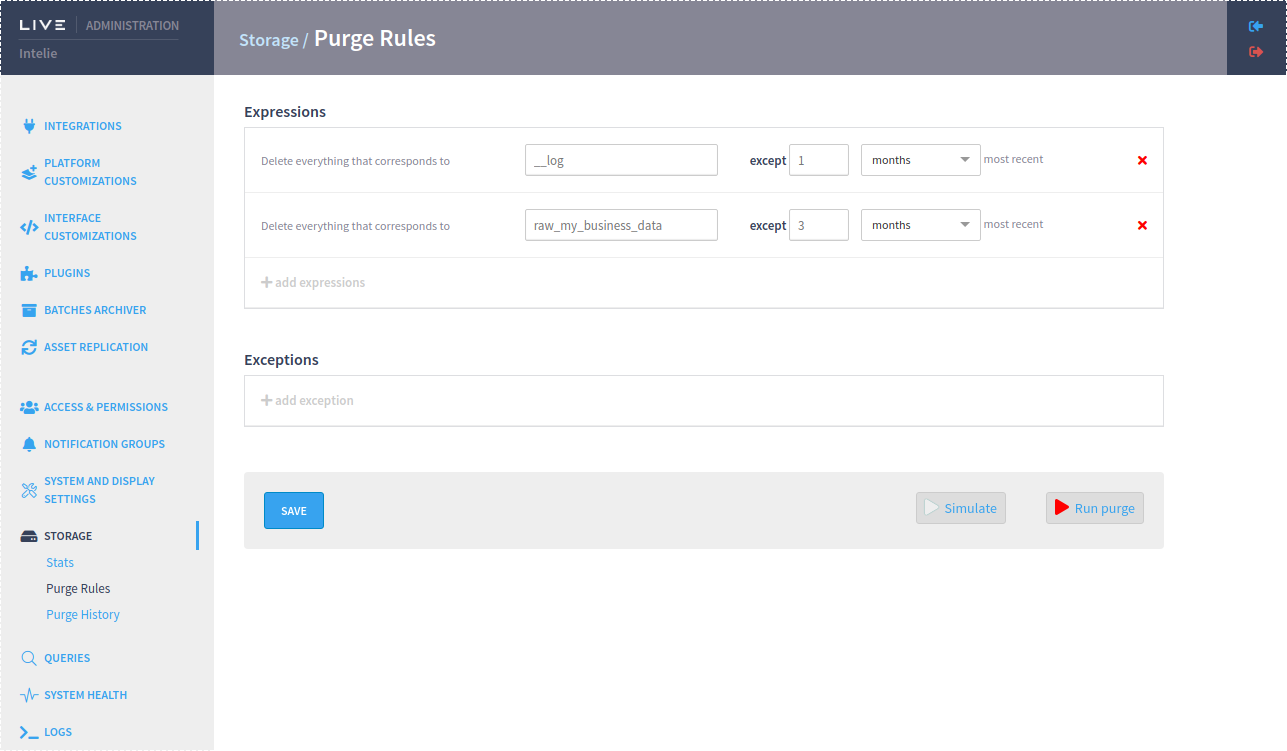 LIVE ADMINISTRATION
Intelie
Storage / Purge Rules
INTEGRATIONS
PLATFORM
CUSTOMIZATIONS
INTERFACE
CUSTOMIZATIONS
PLUGINS
BATCHES ARCHIVER
ASSET REPLICATION
ACCESS & PERMISSIONS
NOTIFICATION GROUPS
SYSTEM AND DISPLAY
SETTINGS
STORAGE
Stats
Purge Rules
Purge History
QUERIES
SYSTEM HEALTH
LOGS
Expressions
Delete everything that corresponds to __log except 1 months most recent
Delete everything that corresponds to raw_my_business_data except 3 months most recent
add expressions
Exceptions
add exception
SAVE Simulate Run purge